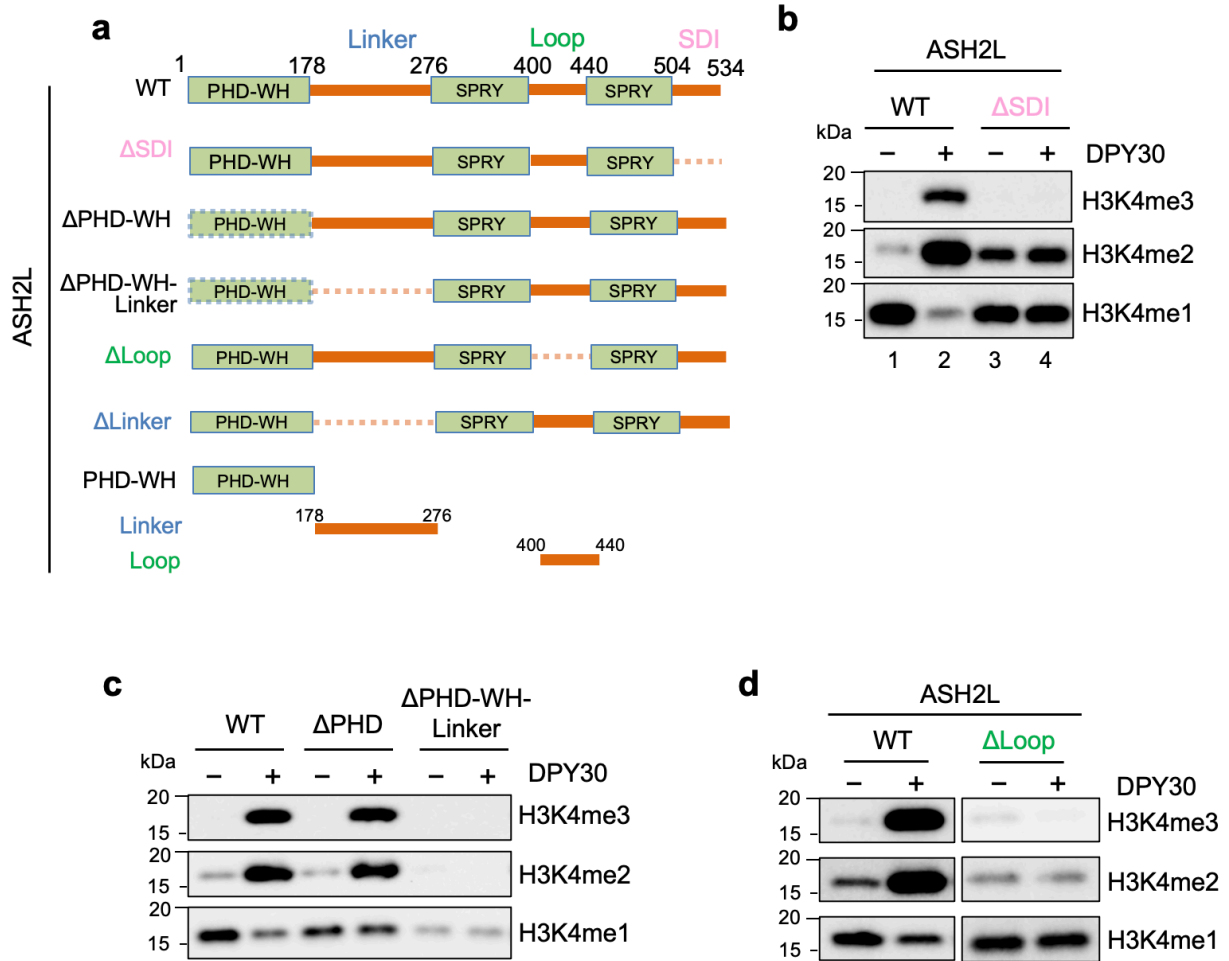 a
Linker Loop SDI
1 178 276 400 440 504 534
WT PHD-WH SPRY SPRY
ΔSDI PHD-WH SPRY SPRY
ΔPHD-WH PHD-WH SPRY SPRY
ΔPHD-WH-
Linker PHD-WH SPRY SPRY
ΔLoop PHD-WH SPRY SPRY
ΔLinker PHD-WH SPRY SPRY
PHD-WH PHD-WH
178 276
Linker
400 440
Loop
ASH2L
b
ASH2L
WT ΔSDI
kDa
– + – + DPY30
20
15 H3K4me3
20
15 H3K4me2
20
15 H3K4me1
1 2 3 4
c
WT ΔPHD ΔPHD-WH-
Linker
kDa
– + – + – + DPY30
20
15 H3K4me3
20
15 H3K4me2
20
15 H3K4me1
d
ASH2L
WT ΔLoop
kDa
– + – + DPY30
20
15 H3K4me3
20
15 H3K4me2
20
15 H3K4me1